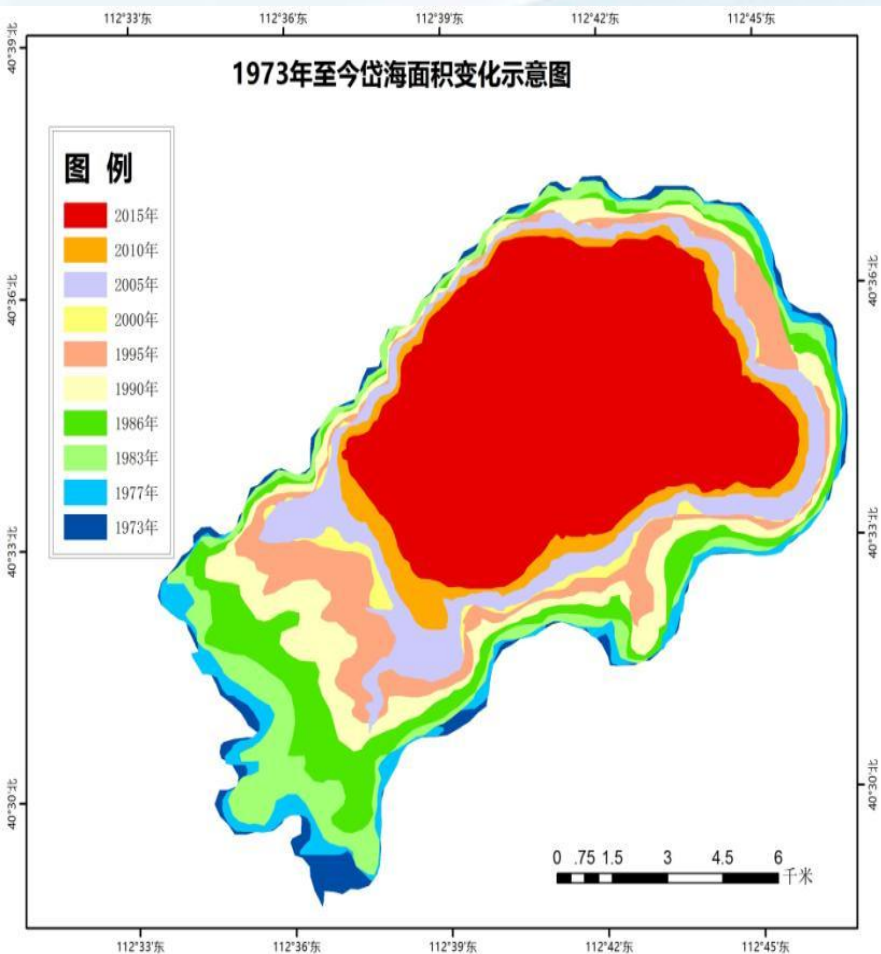 112°33'东 112°36'东 112°39'东 112°42'东 112°45'东
1973年至今岱海面积变化示意图
图 例
2015年
2010年
2005年
2000年
1995年
1990年
1986年
1983年
1977年
1973年
40°39'北
40°36'北
40°39'北
40°33'北
40°33'北
40°30'北
40°30'北
0 .75 1.5 3 4.5 6
千米
112°33'东 112°36'东 112°39'东 112°42'东 112°45'东